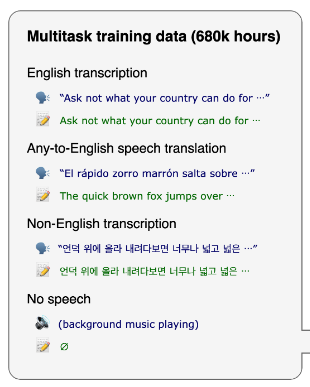 Multitask training data (680k hours)
English transcription
“Ask not what your country can do for ⋯”
Ask not what your country can do for ⋯
Any-to-English speech translation
“El rápido zorro marrón salta sobre ⋯”
The quick brown fox jumps over ⋯
Non-English transcription
“언덕 위에 올라 내려다보면 너무나 넓고 넓은 ⋯”
언덕 위에 올라 내려다보면 너무나 넓고 넓은 ⋯
No speech
(background music playing)
∅